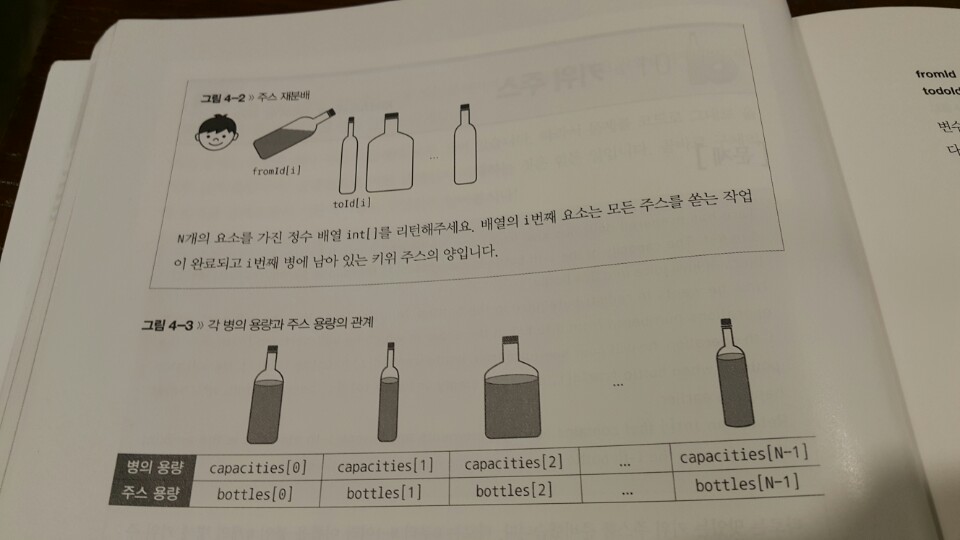 그림 4-2 » 주스 재분배
fromId[i]
...
toId[i]
N개의 요소를 가진 정수 배열 int[]를 리턴해주세요. 배열의 i번째 요소는 모든 주스를 쏟는 작업
이 완료되고 i번째 병에 남아 있는 키위 주스의 양입니다.
그림 4-3 » 각 병의 용량과 주스 용량의 관계
...
병의 용량 capacities[0] capacities[1] capacities[2] ... capacities[N-1]
주스 용량 bottles[0] bottles[1] bottles[2] ... bottles[N-1]
fromId
todoId
변수
다